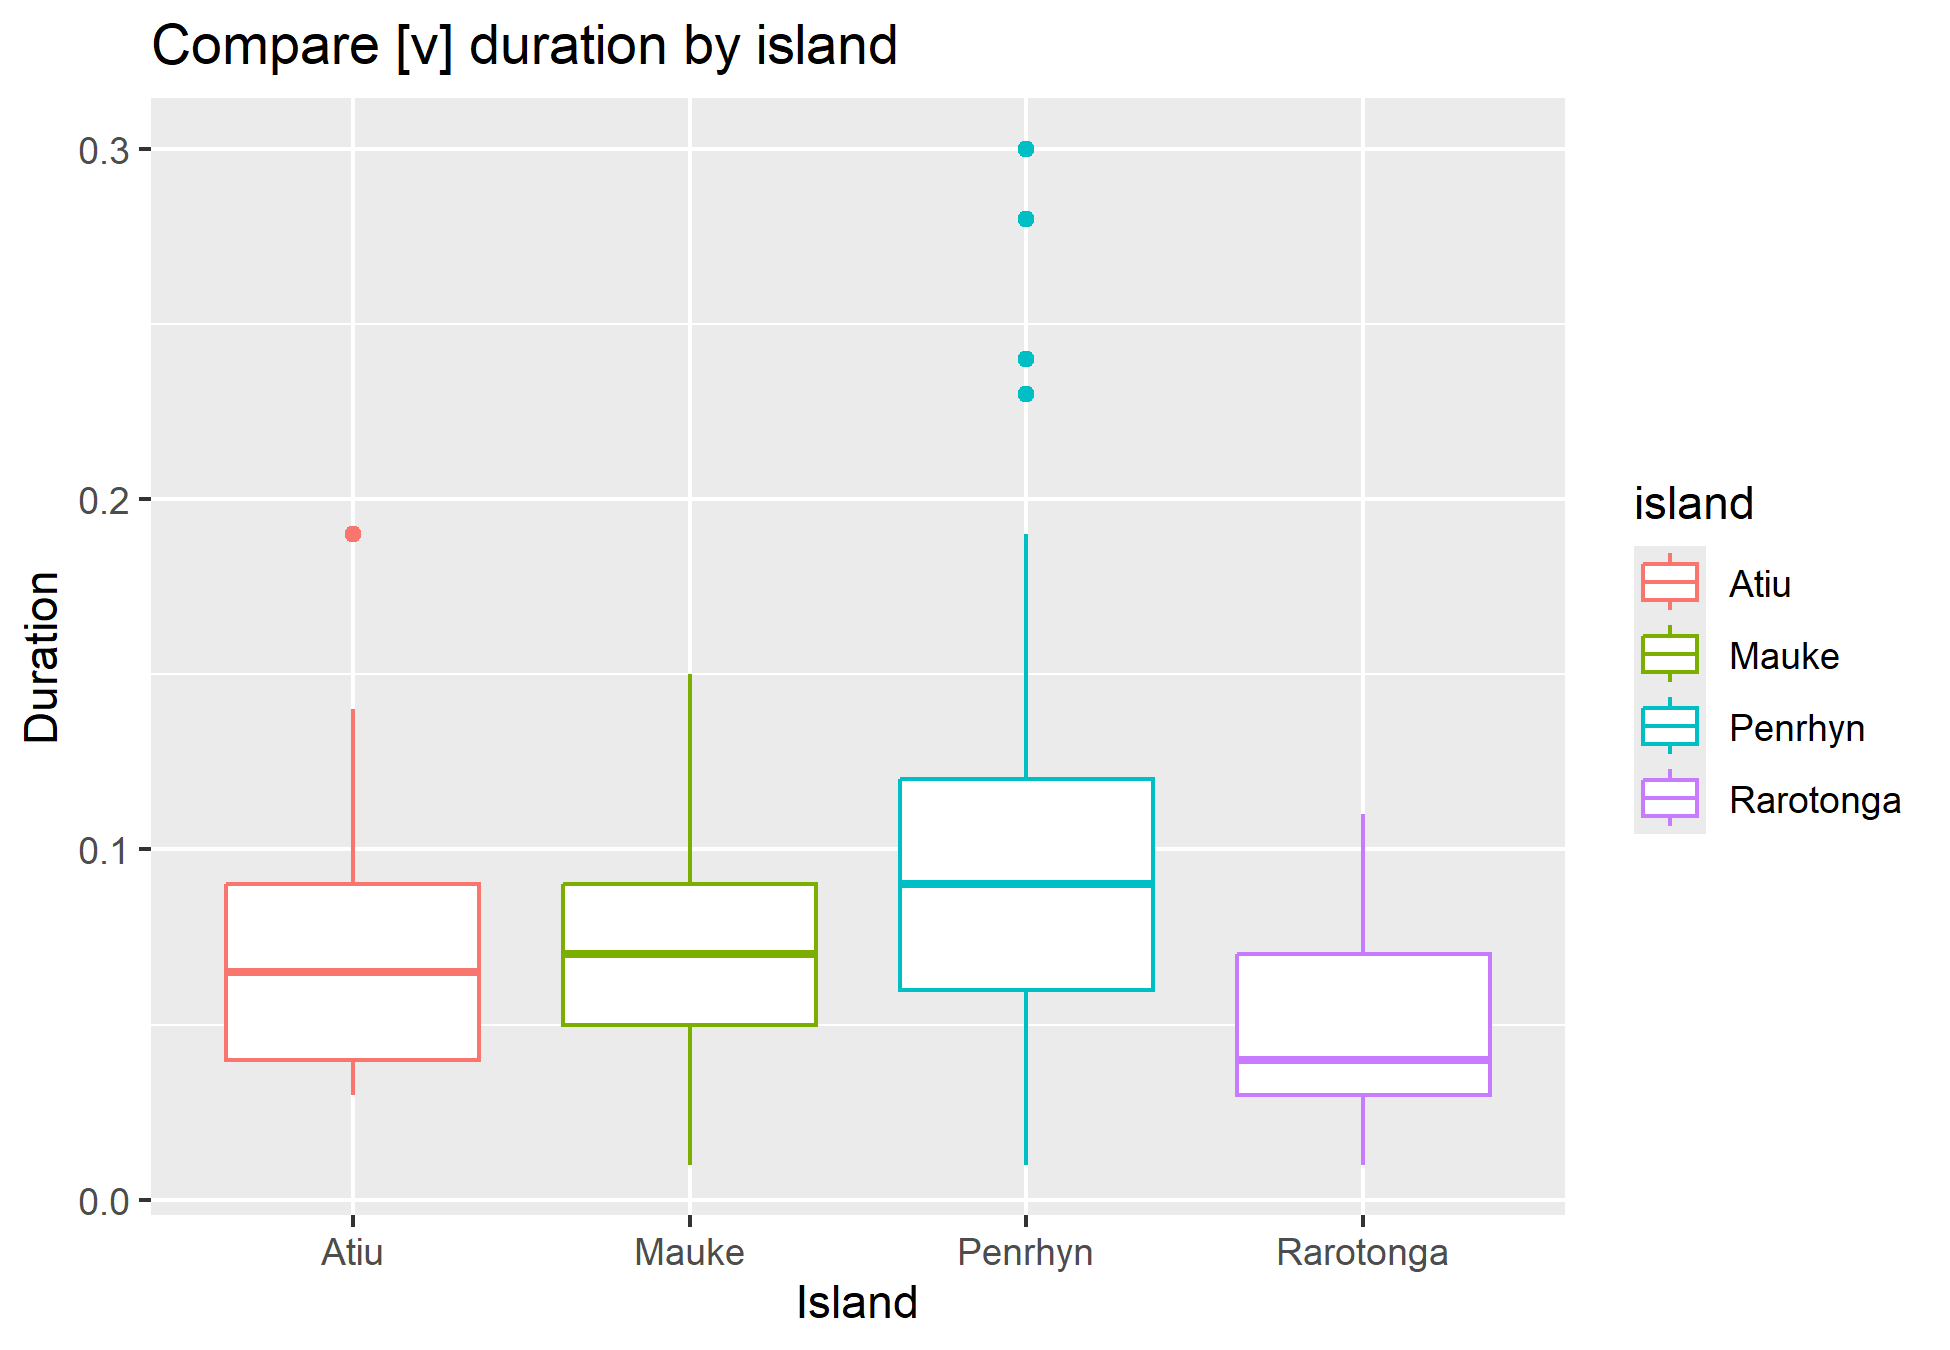 Compare [v] duration by island
0.3
0.2
0.1
0.0
Duration
Atiu Mauke Penrhyn Rarotonga
Island
island
Atiu
Mauke
Penrhyn
Rarotonga